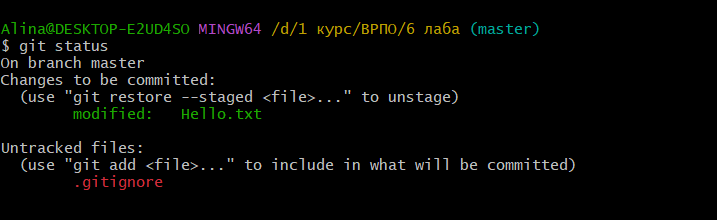 Alina@DESKTOP-E2UD4SO MINGW64 /d/1 курс/ВРПО/6 лаба (master)
$ git status
On branch master
Changes to be committed:
  (use "git restore --staged <file>..." to unstage)
        modified:   Hello.txt

Untracked files:
  (use "git add <file>..." to include in what will be committed)
        .gitignore